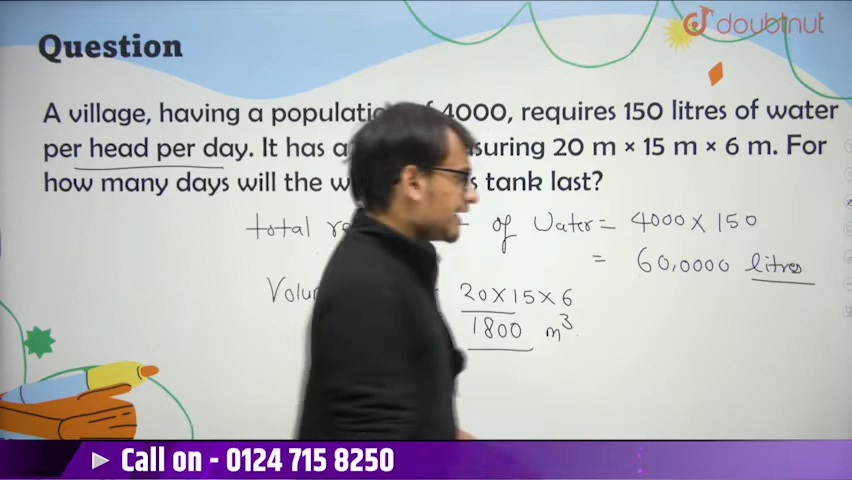 doubtnut
Question
A village, having a population of 4000, requires 150 litres of water
per head per day. It has a suring 20 m × 15 m × 6 m. For
how many days will the w s tank last?
total of Water = 4000 × 150
= 60,0000 litres
Volu 20 × 15 × 6
1800 m³
Call on - 0124 715 8250